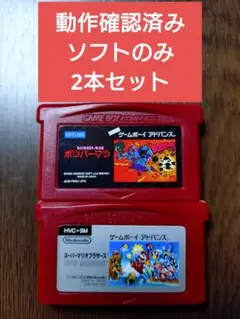 動作確認済み
ソフトのみ
2本セット
GAME BOY ADVANCE
ゲームボーイアドバンス
BOMBER MAN
ボンバーマン
HVC-SM
Nintendo
ゲームボーイアドバンス
スーパーマリオブラザーズ